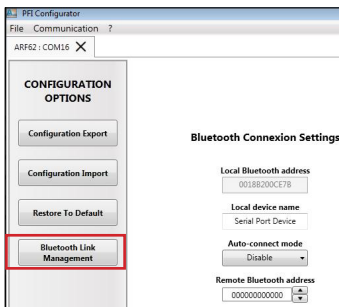 PFI Configurator
File Communication ?
ARF62 : COM16
CONFIGURATION
OPTIONS
Configuration Export
Configuration Import
Restore To Default
Bluetooth Link
Management
Bluetooth Connexion Settings
Local Bluetooth address
0018B200CE7B
Local device name
Serial Port Device
Auto-connect mode
Disable
Remote Bluetooth address
000000000000